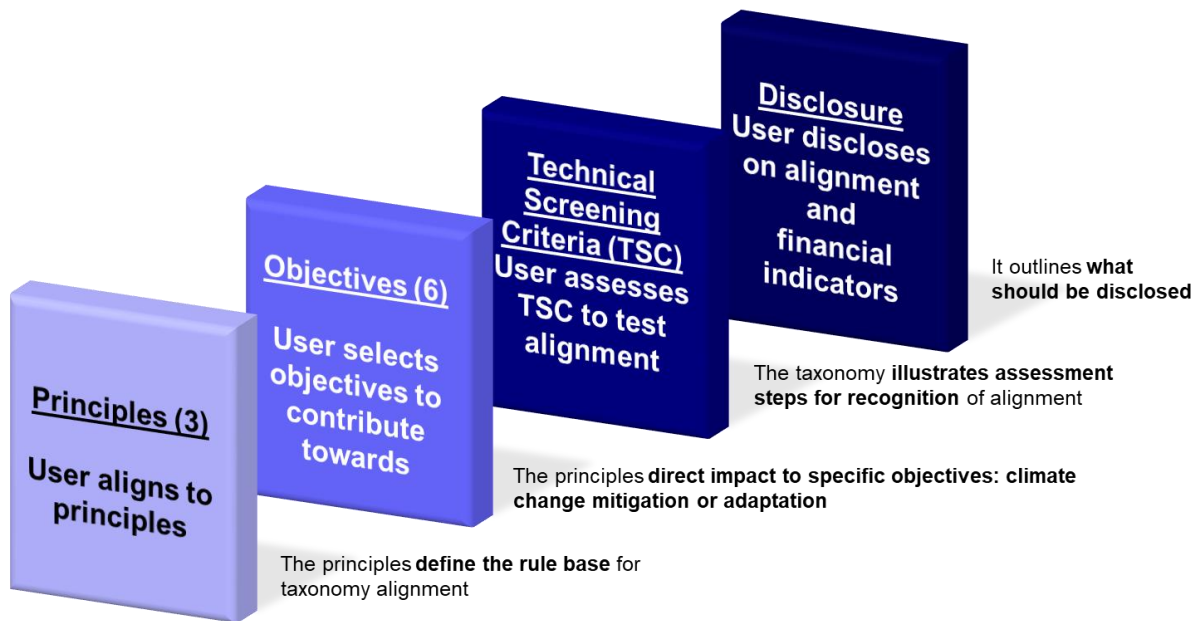 Principles (3)
User aligns to
principles
The principles define the rule base for
taxonomy alignment
Objectives (6)
User selects
objectives to
contribute
towards
The principles direct impact to specific objectives: climate
change mitigation or adaptation
Technical
Screening
Criteria (TSC)
User assesses
TSC to test
alignment
The taxonomy illustrates assessment
steps for recognition of alignment
Disclosure
User discloses
on alignment
and
financial
indicators
It outlines what
should be disclosed